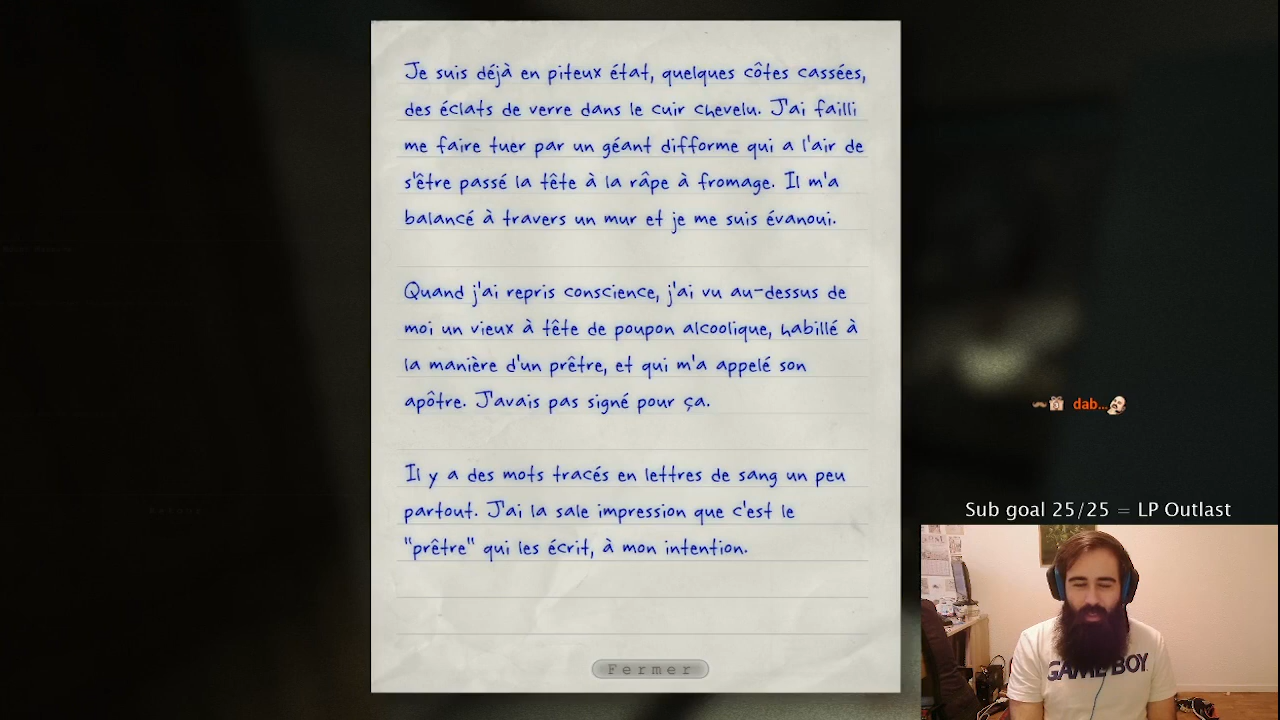 Je suis déjà en piteux état, quelques côtes cassées,
des éclats de verre dans le cuir chevelu. J'ai failli
me faire tuer par un géant difforme qui a l'air de
s'être passé la tête à la râpe à fromage. Il m'a
balancé à travers un mur et je me suis évanoui.
Quand j'ai repris conscience, j'ai vu au-dessus de
moi un vieux à tête de poupon alcoolique, habillé à
la manière d'un prêtre, et qui m'a appelé son
apôtre. J'avais pas signé pour ça.
Il y a des mots tracés en lettres de sang un peu
partout. J'ai la sale impression que c'est le
"prêtre" qui les écrit, à mon intention.
Fermer
dab...
Sub goal 25/25 = LP Outlast
GAME BOY